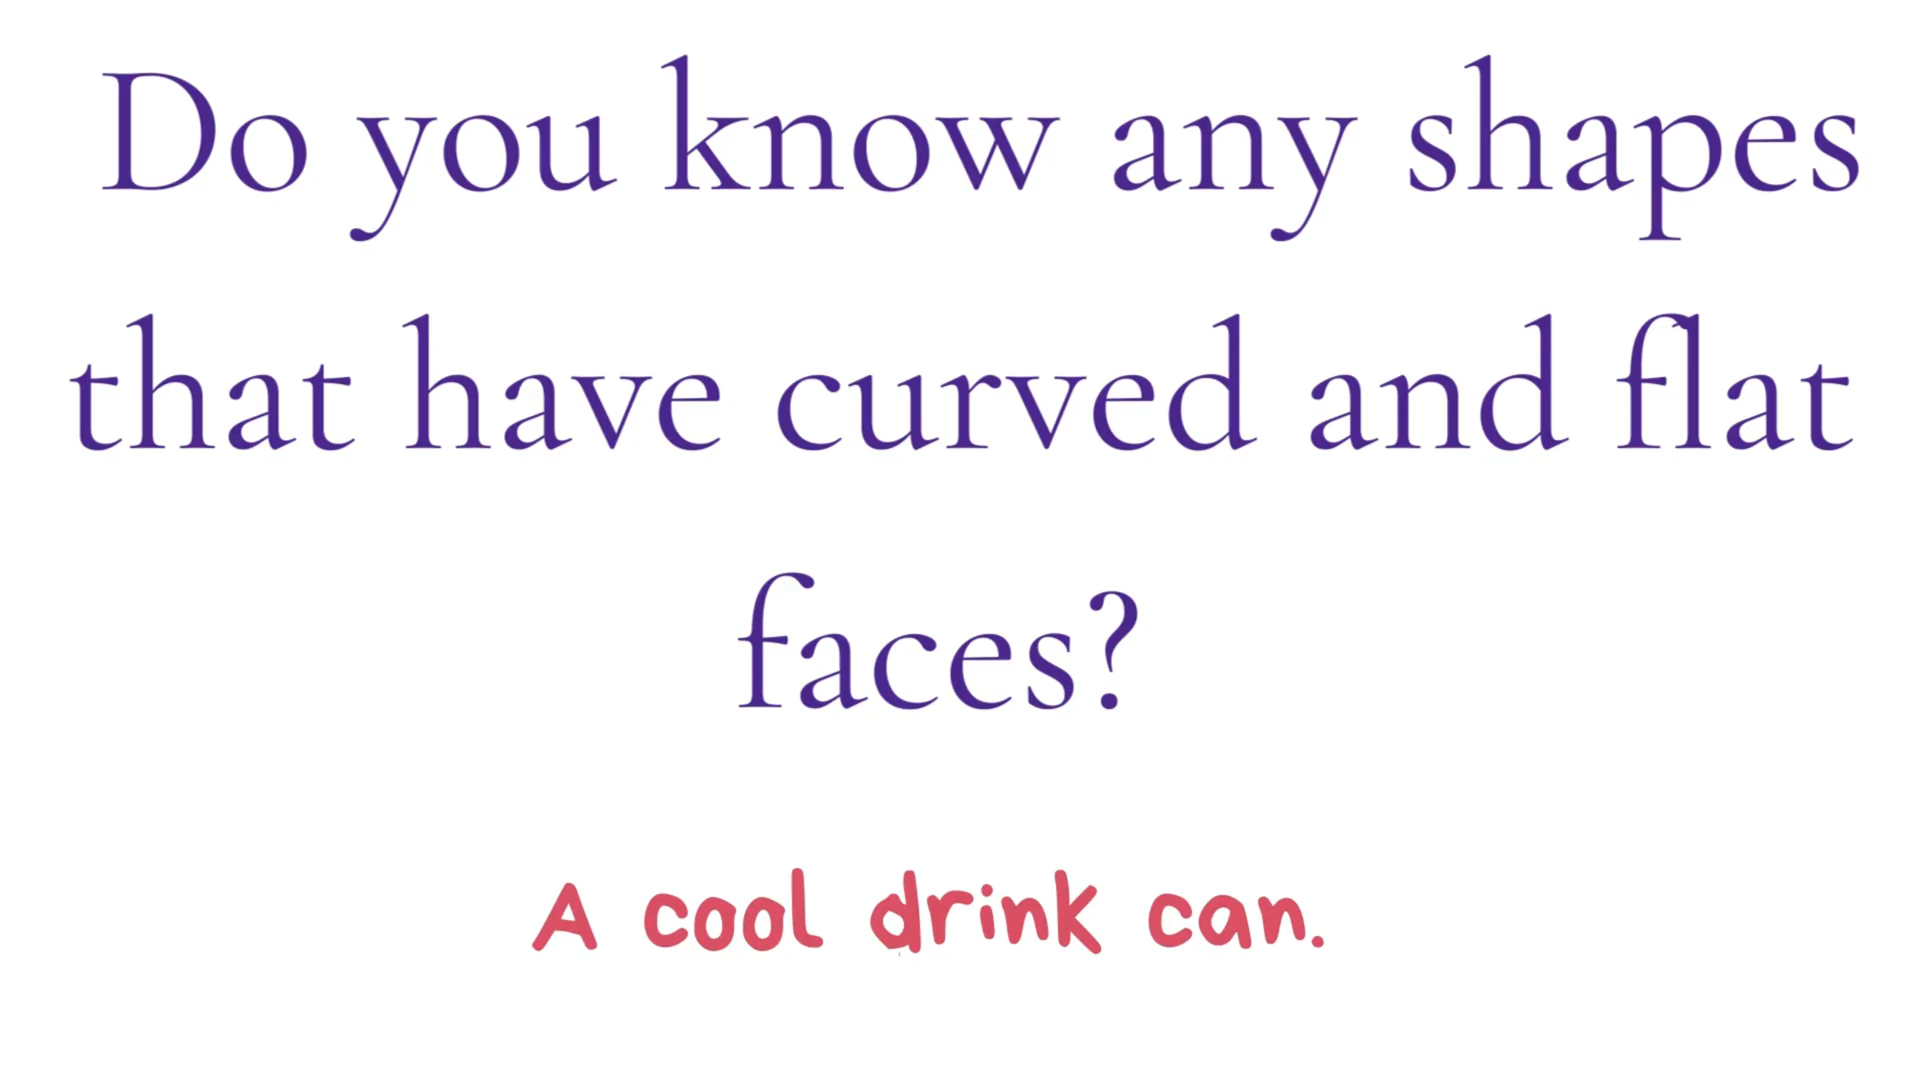 Do you know any shapes
that have curved and flat
faces?
A cool drink can.